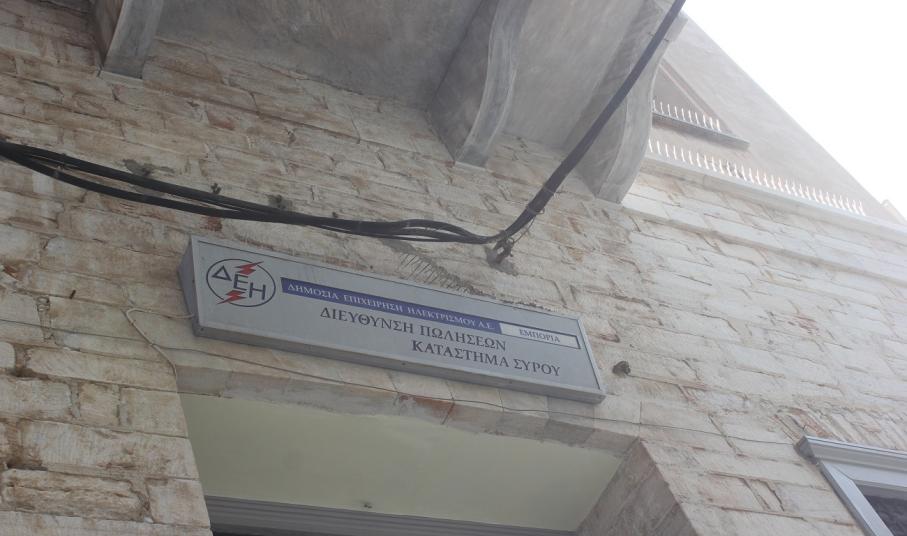 ΔΕΗ
ΔΗΜΟΣΙΑ ΕΠΙΧΕΙΡΗΣΗ ΗΛΕΚΤΡΙΣΜΟΥ Α.Ε. ΕΜΠΟΡΙΑ
ΔΙΕΥΘΥΝΣΗ ΠΩΛΗΣΕΩΝ
ΚΑΤΑΣΤΗΜΑ ΣΥΡΟΥ